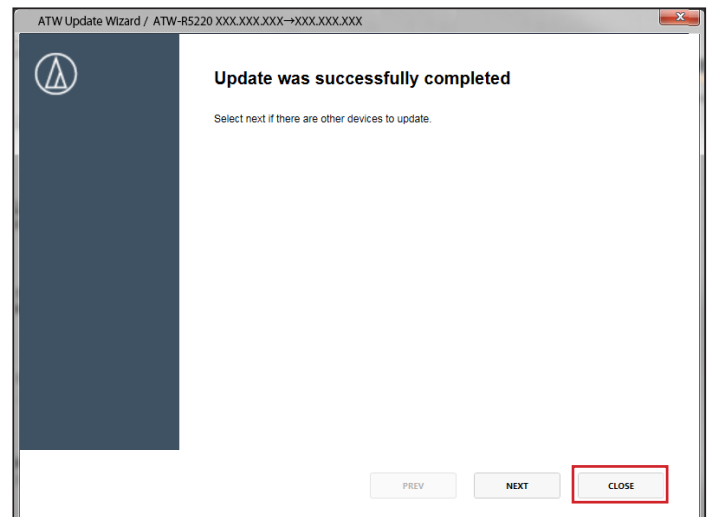 ATW Update Wizard / ATW-R5220 XXX.XXX.XXX→XXX.XXX.XXX
Update was successfully completed
Select next if there are other devices to update.
PREV NEXT CLOSE